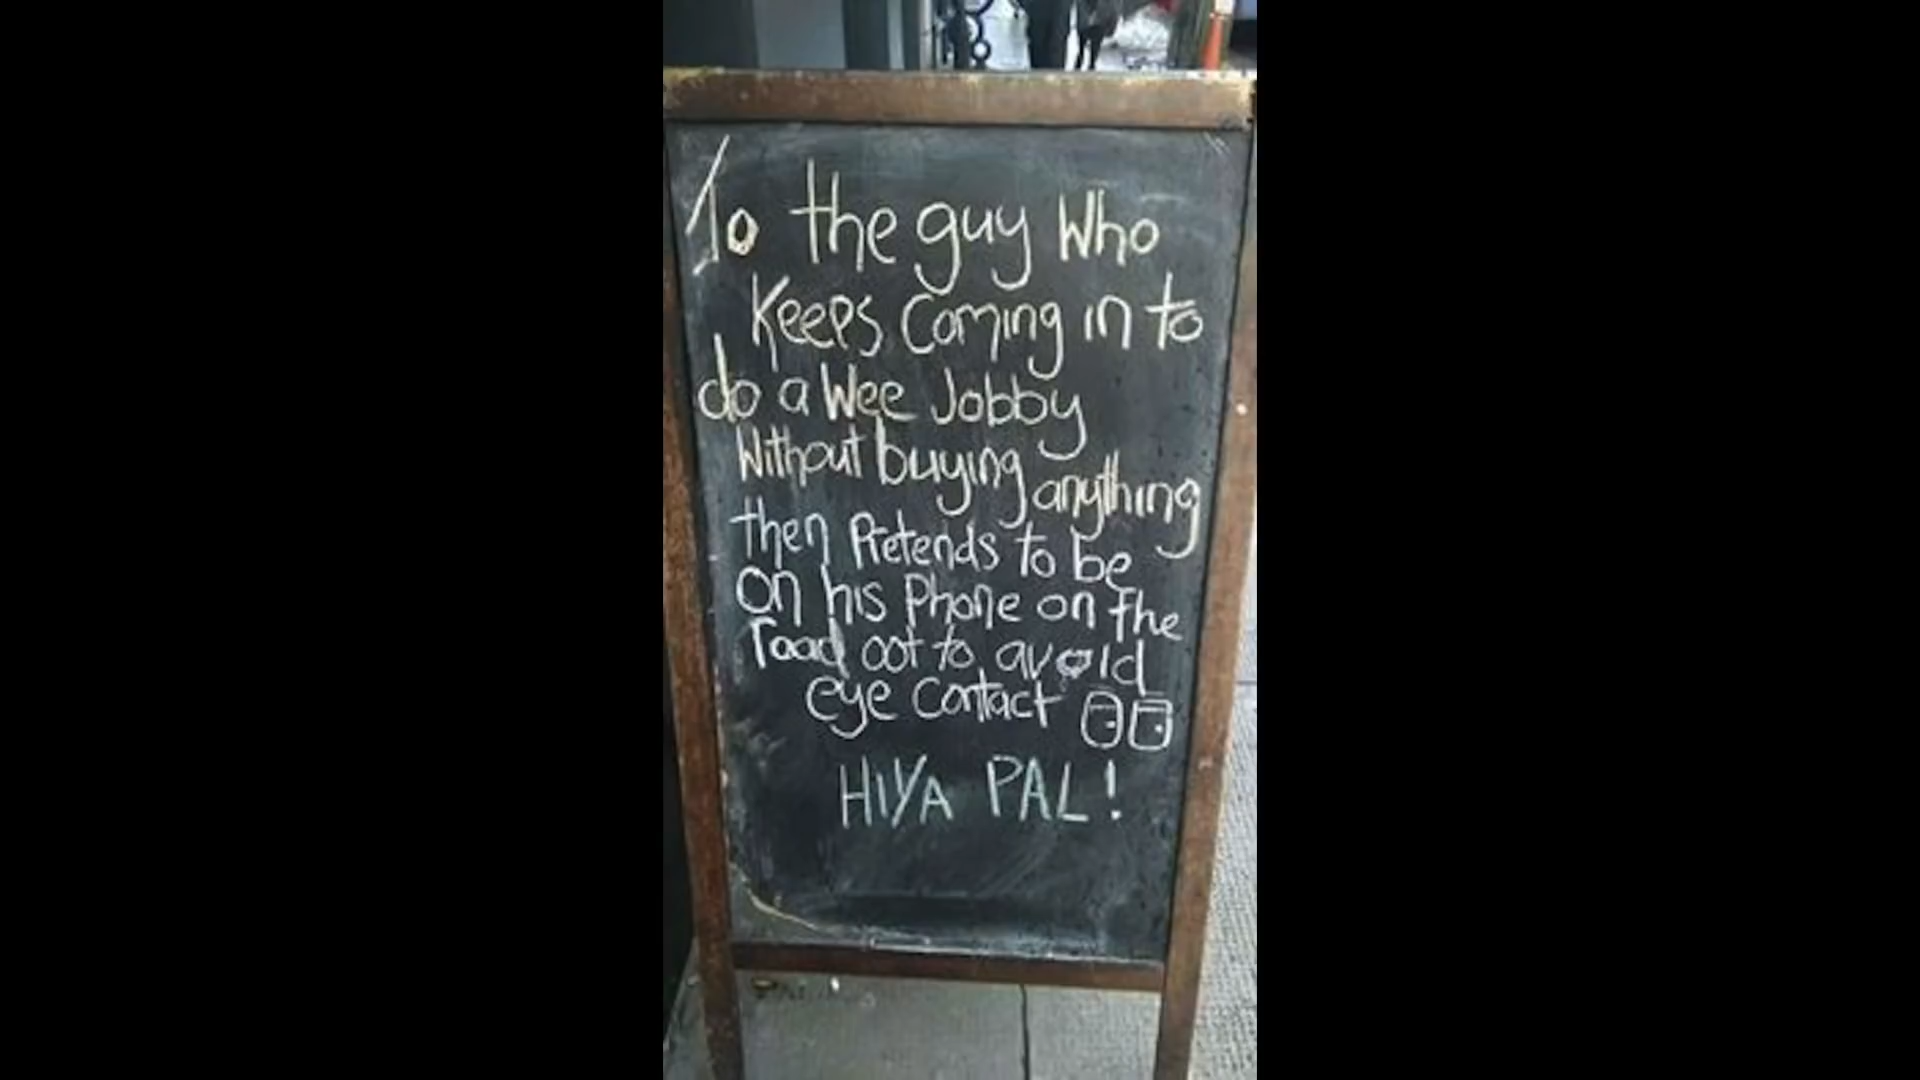 To the guy Who
Keeps Coming in to
do a Wee Jobby
Without buying anything
then Pretends to be
on his Phone on the
road oot to avoid
eye Contact
HIYA PAL!